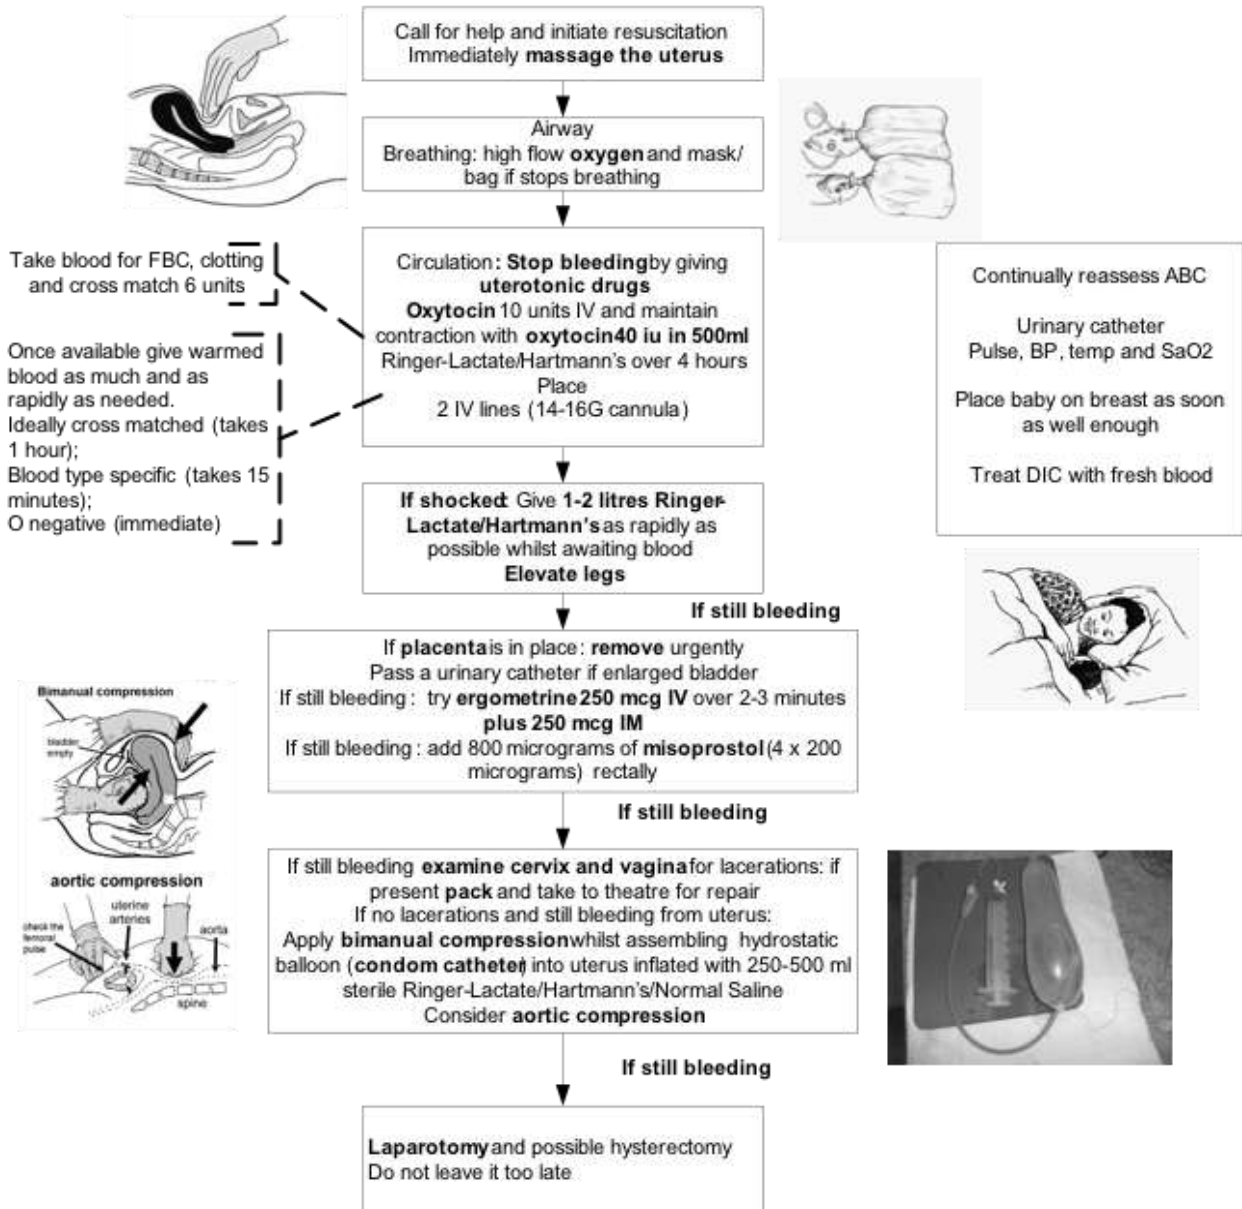 Call for help and initiate resuscitation
Immediately massage the uterus
Airway
Breathing: high flow oxygen and mask/
bag if stops breathing
Take blood for FBC, clotting
and cross match 6 units
Once available give warmed
blood as much and as
rapidly as needed.
Ideally cross matched (takes
1 hour);
Blood type specific (takes 15
minutes);
O negative (immediate)
Circulation: Stop bleeding by giving
uterotonic drugs
Oxytocin 10 units IV and maintain
contraction with oxytocin 40 iu in 500ml
Ringer-Lactate/Hartmann's over 4 hours
Place
2 IV lines (14-16G cannula)
Continually reassess ABC
Urinary catheter
Pulse, BP, temp and SaO2
Place baby on breast as soon
as well enough
Treat DIC with fresh blood
If shocked: Give 1-2 litres Ringer-
Lactate/Hartmann's as rapidly as
possible whilst awaiting blood
Elevate legs
If still bleeding
If placenta is in place: remove urgently
Pass a urinary catheter if enlarged bladder
If still bleeding: try ergometrine 250 mcg IV over 2-3 minutes
plus 250 mcg IM
If still bleeding: add 800 micrograms of misoprostol (4 x 200
micrograms) rectally
Bimanual compression
bladder
empty
If still bleeding
If still bleeding examine cervix and vagina for lacerations: if
present pack and take to theatre for repair
If no lacerations and still bleeding from uterus:
Apply bimanual compression whilst assembling hydrostatic
balloon (condom catheter) into uterus inflated with 250-500 ml
sterile Ringer-Lactate/Hartmann's/Normal Saline
Consider aortic compression
aortic compression
uterine
arteries
check the
femoral
pulse
aorta
spine
If still bleeding
Laparotomy and possible hysterectomy
Do not leave it too late